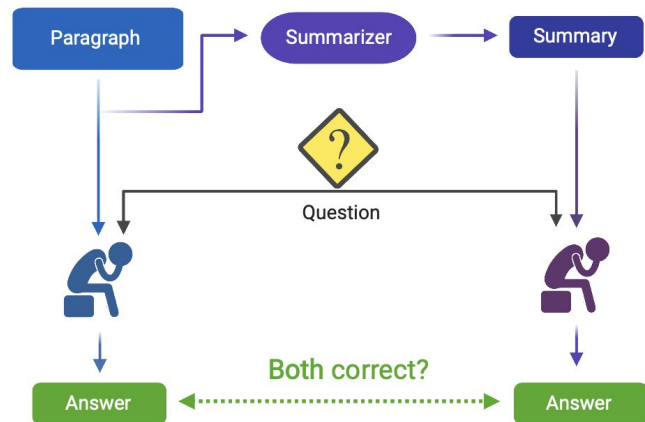 Paragraph
Summarizer
Summary
?
Question
Both correct?
Answer
Answer